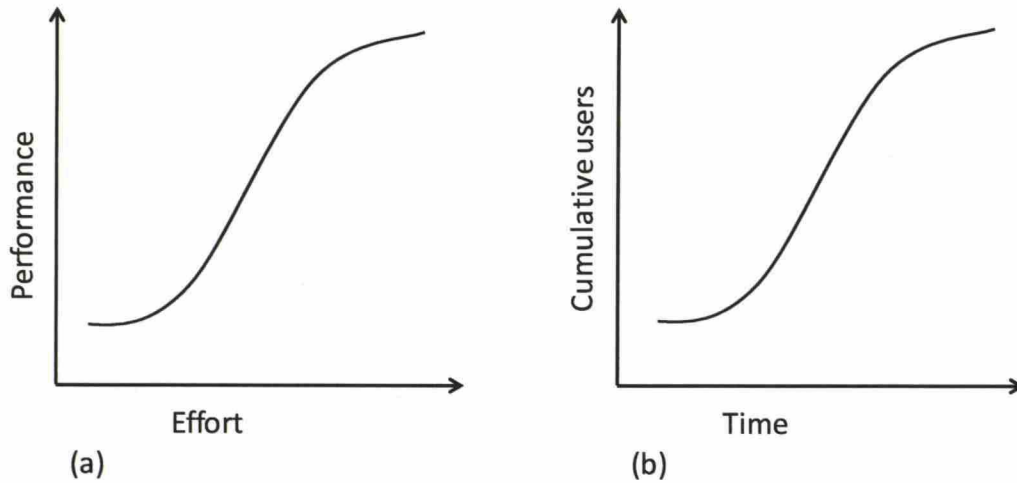 Performance
Effort
(a)
Cumulative users
Time
(b)